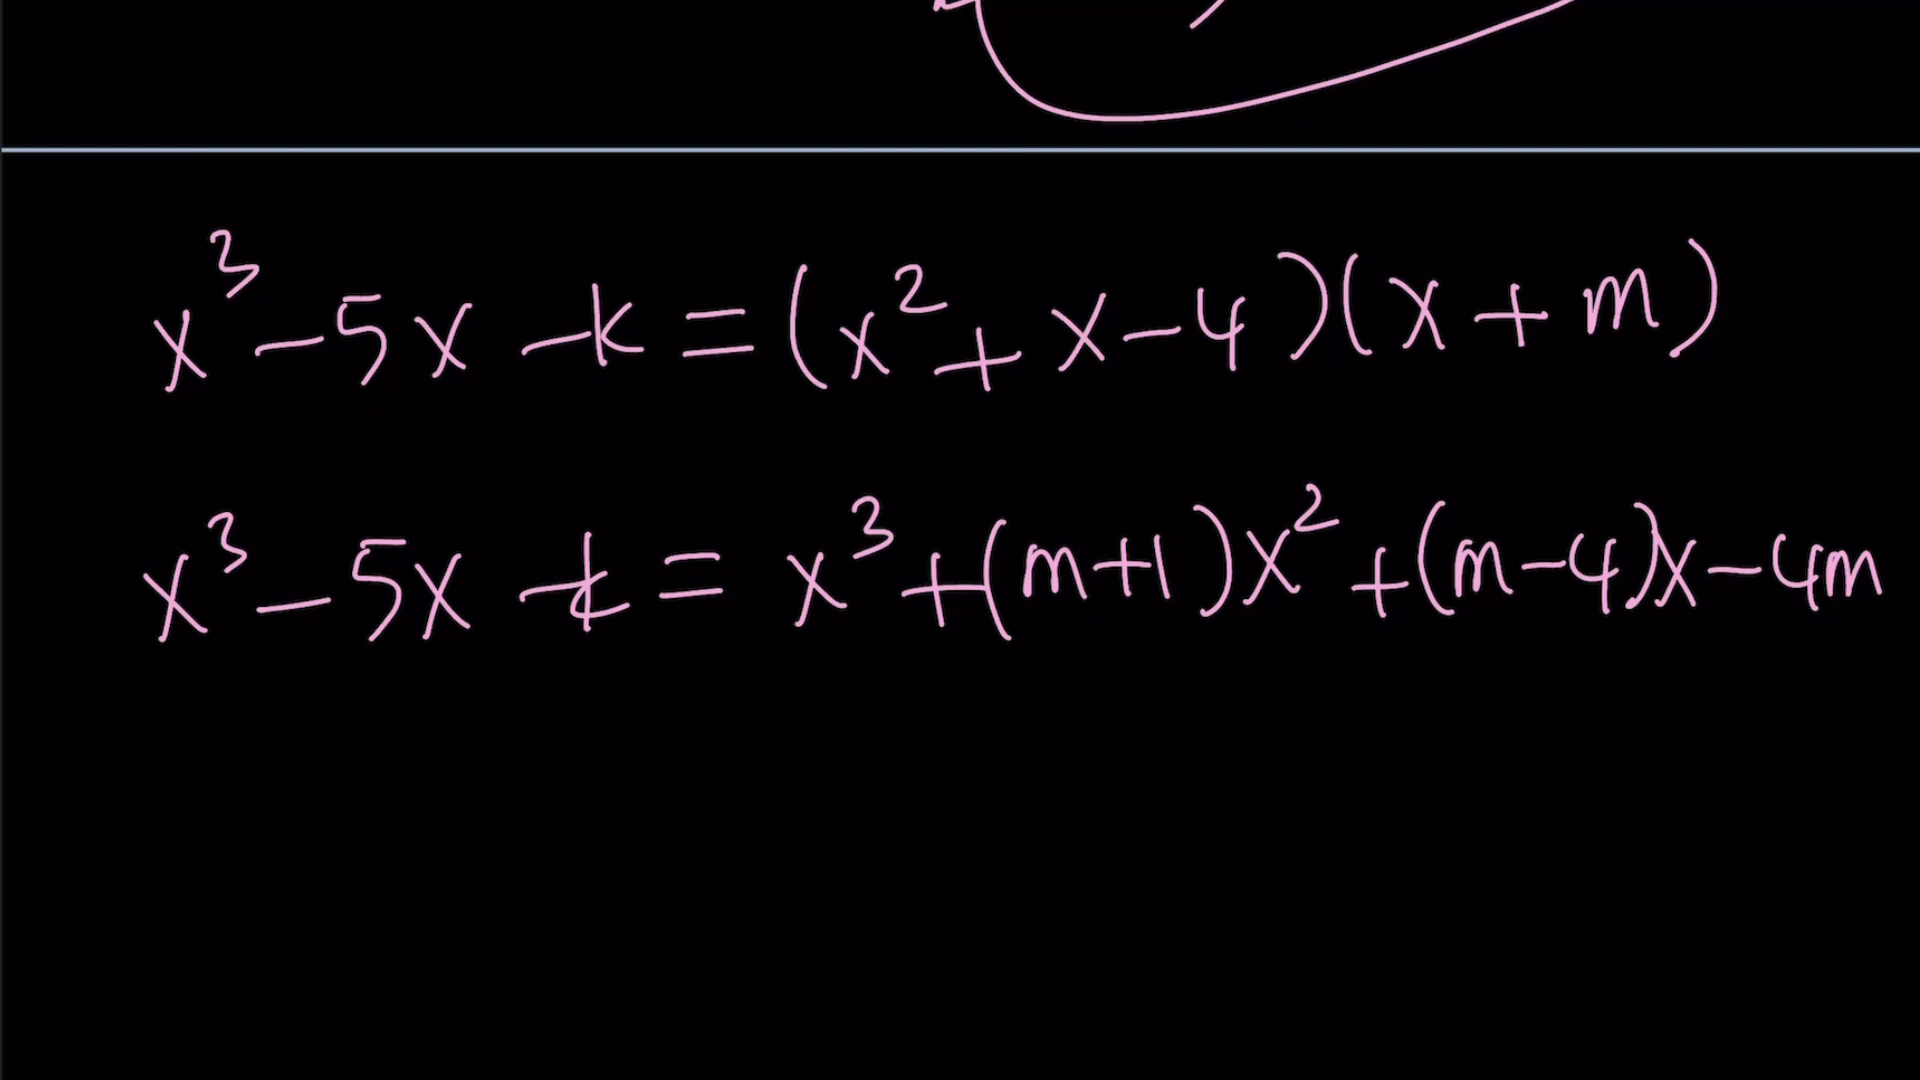 x³ - 5x - k = (x² + x - 4)(x + m)
x³ - 5x - k = x³ + (m+1)x² + (m-4)x - 4m